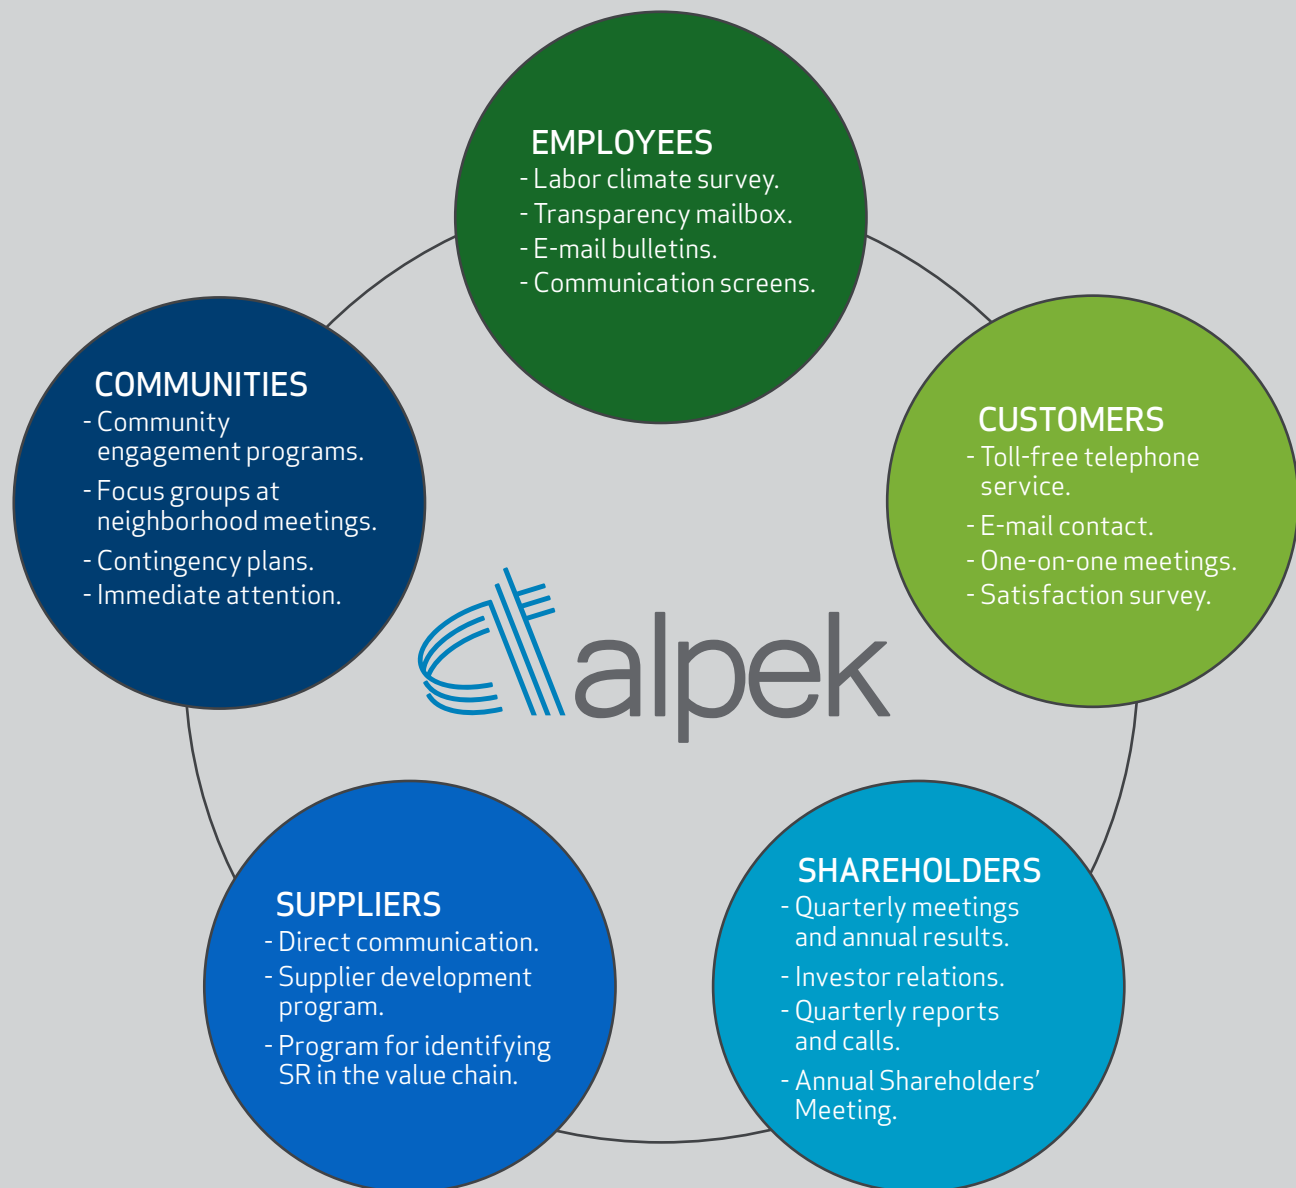 EMPLOYEES
- Labor climate survey.
- Transparency mailbox.
- E-mail bulletins.
- Communication screens.
COMMUNITIES
- Community
engagement programs.
- Focus groups at
neighborhood meetings.
- Contingency plans.
- Immediate attention.
CUSTOMERS
- Toll-free telephone
service.
- E-mail contact.
- One-on-one meetings.
- Satisfaction survey.
alpek
SUPPLIERS
- Direct communication.
- Supplier development
program.
- Program for identifying
SR in the value chain.
SHAREHOLDERS
- Quarterly meetings
and annual results.
- Investor relations.
- Quarterly reports
and calls.
- Annual Shareholders’
Meeting.